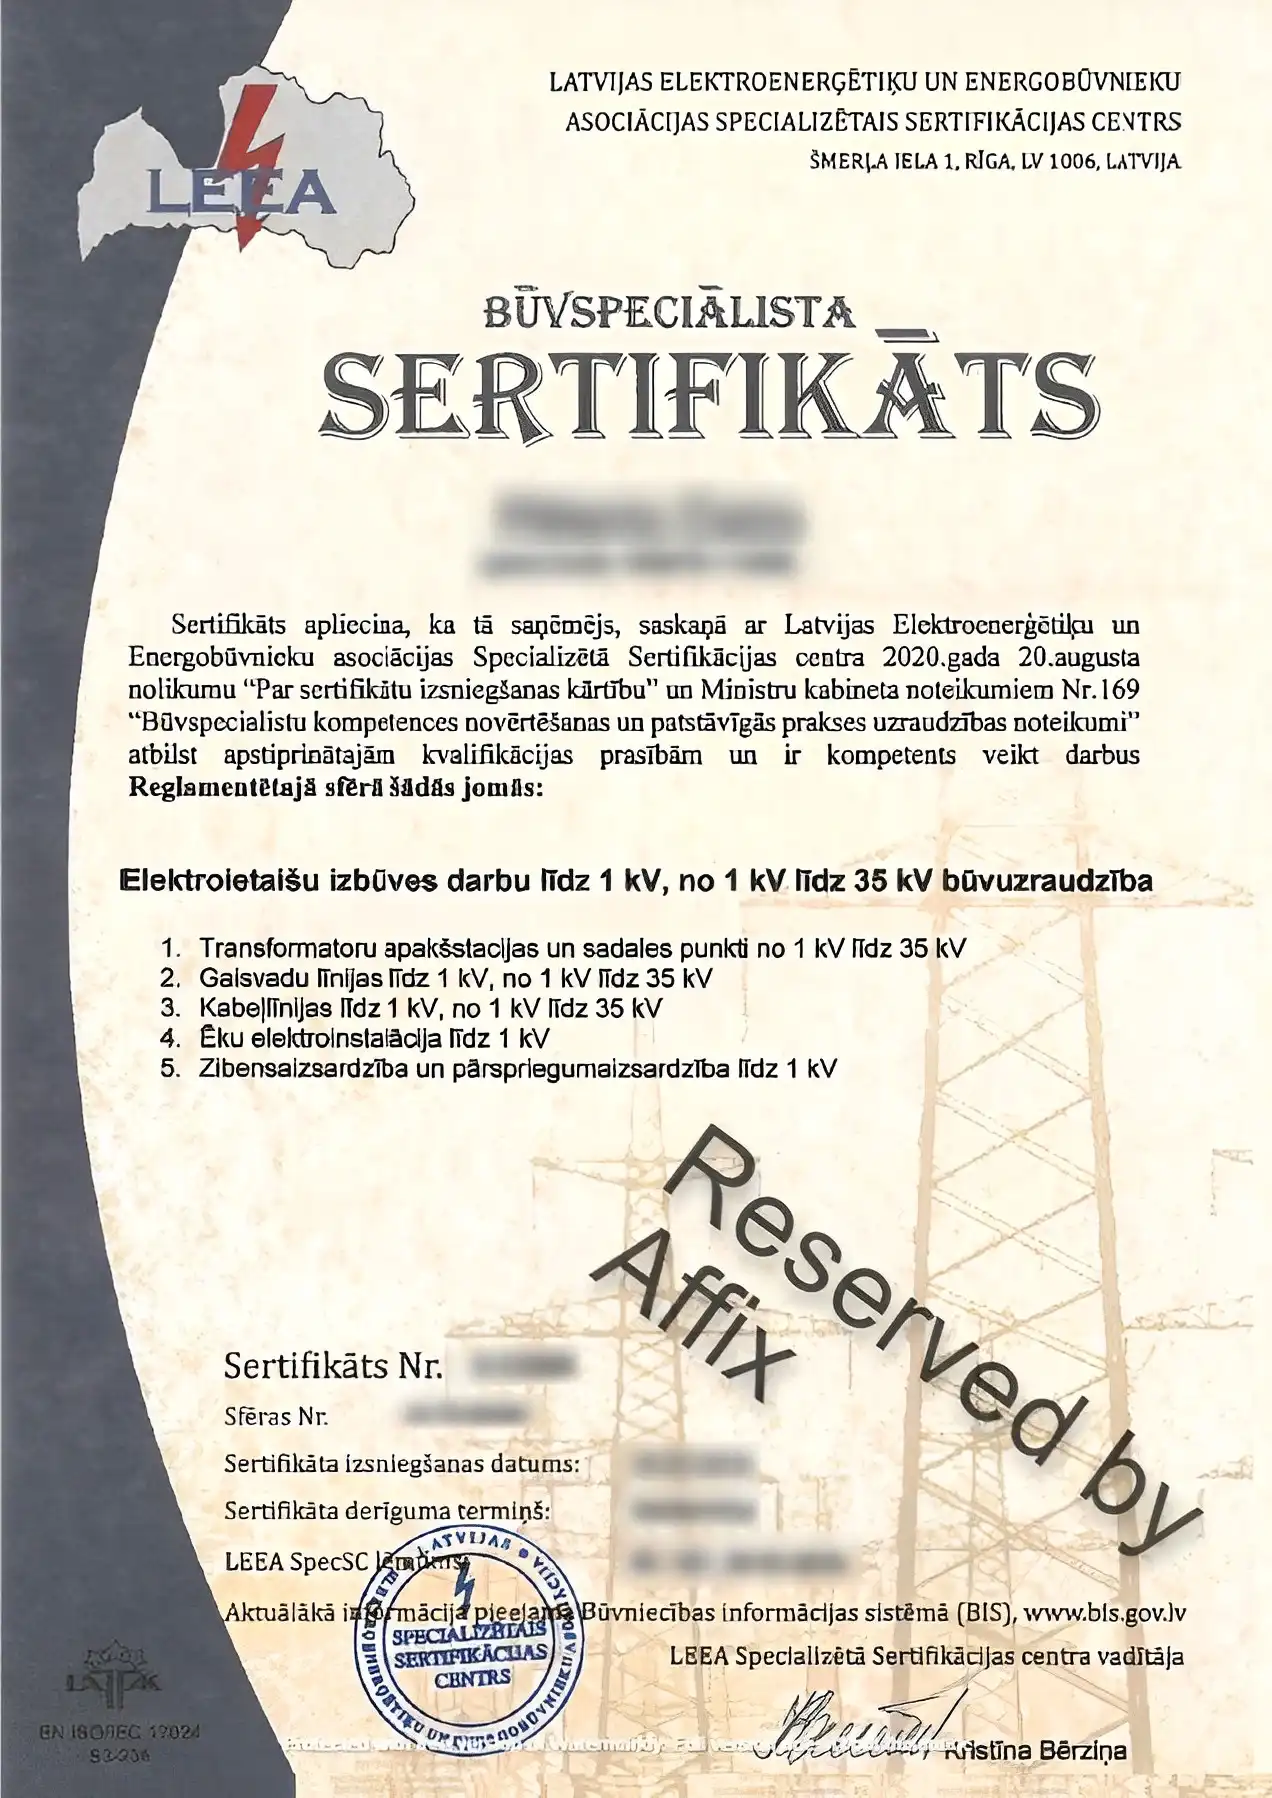 LATVIJAS ELEKTROENERĢĒTIĶU UN ENERGOBŪVNIEKU
ASOCIĀCIJAS SPECIALIZĒTAIS SERTIFIKĀCIJAS CENTRS
ŠMERĻA IELA 1, RĪGA, LV 1006, LATVIJA
LEEA
BŪVSPECIĀLISTA
SERTIFIKĀTS
Sertifikāts apliecina, ka tā saņēmējs, saskaņā ar Latvijas Elektroenerģētiķu un
Energobūvnieku asociācijas Specializētā Sertifikācijas centra 2020.gada 20.augusta
nolikumu “Par sertifikātu izsniegšanas kārtību” un Ministru kabineta noteikumiem Nr.169
“Būvspecialistu kompetences novērtēšanas un patstāvīgās prakses uzraudzības noteikumi”
atbilst apstiprinātajām kvalifikācijas prasībām un ir kompetents veikt darbus
Reglamentētajā sfērā šādās jomās:
Elektroietaišu izbūves darbu līdz 1 kV, no 1 kV līdz 35 kV būvuzraudzība
1. Transformatoru apakšstacijas un sadales punkti no 1 kV līdz 35 kV
2. Gaisvadu līnijas līdz 1 kV, no 1 kV līdz 35 kV
3. Kabeļlīnijas līdz 1 kV, no 1 kV līdz 35 kV
4. Ēku elektroinstalācija līdz 1 kV
5. Zibensaizsardzība un pārspriegumaizsardzība līdz 1 kV
Reserved by
Affix
Sertifikāts Nr.
Sfēras Nr.
Sertifikāta izsniegšanas datums:
Sertifikāta derīguma termiņš:
LEEA SpecSC lēmums:
Aktuālākā informācija pieejama Būvniecības informācijas sistēmā (BIS), www.bis.gov.lv
LEEA Specializētā Sertifikācijas centra vadītāja
LATVIJAS
SPECIALIZĒTAIS
SERTIFIKĀCIJAS
CENTRS
LATAK
EN ISO/IEC 17024
S3-236
Kristīna Bērziņa